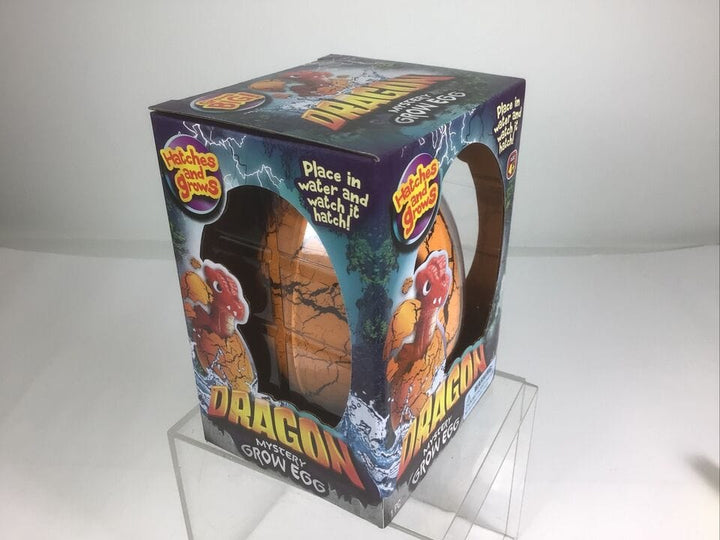 DRAGON
MYSTERY
GROW EGG
Hatches
and
grows
Place in
water and
watch it
hatch!
DRAGON
MYSTERY
GROW EGG
Hatches
and
grows
Place in
water and
watch it
hatch!
DRAGON
MYSTERY
GROW EGG